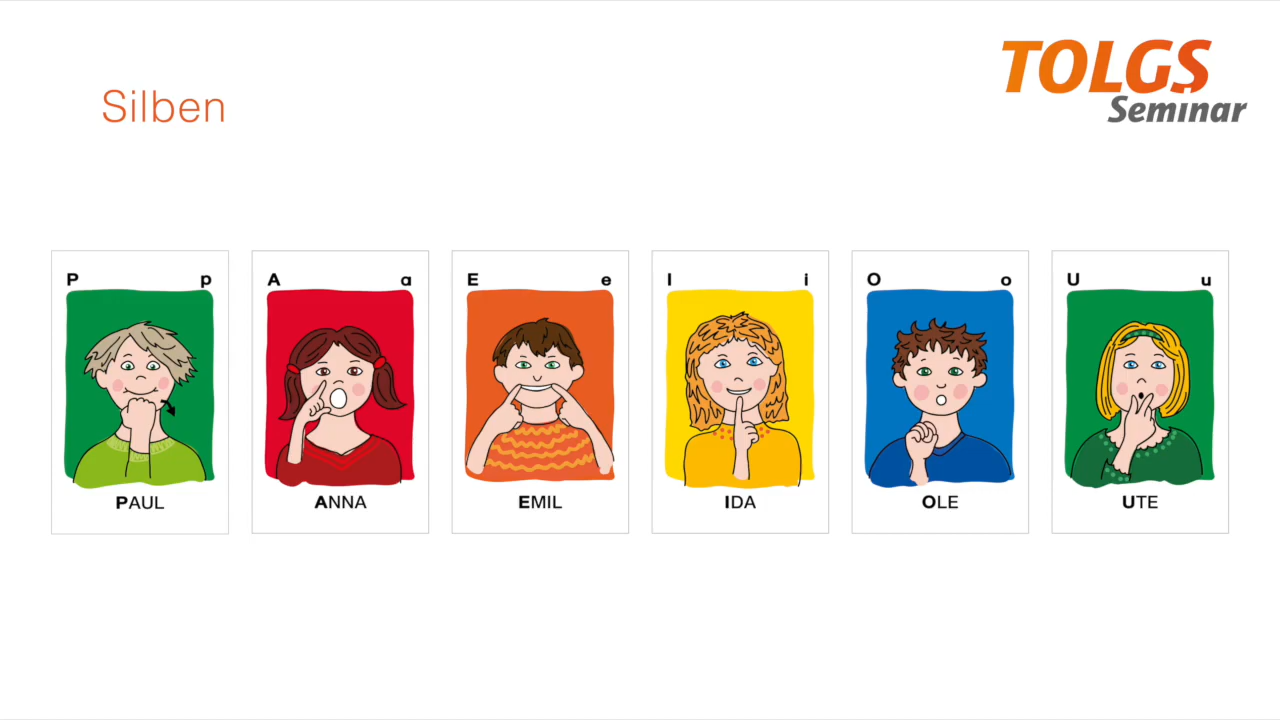 TOLGS
Seminar
Silben
P p
A a
E e
I i
O o
U u
PAUL
ANNA
EMIL
IDA
OLE
UTE